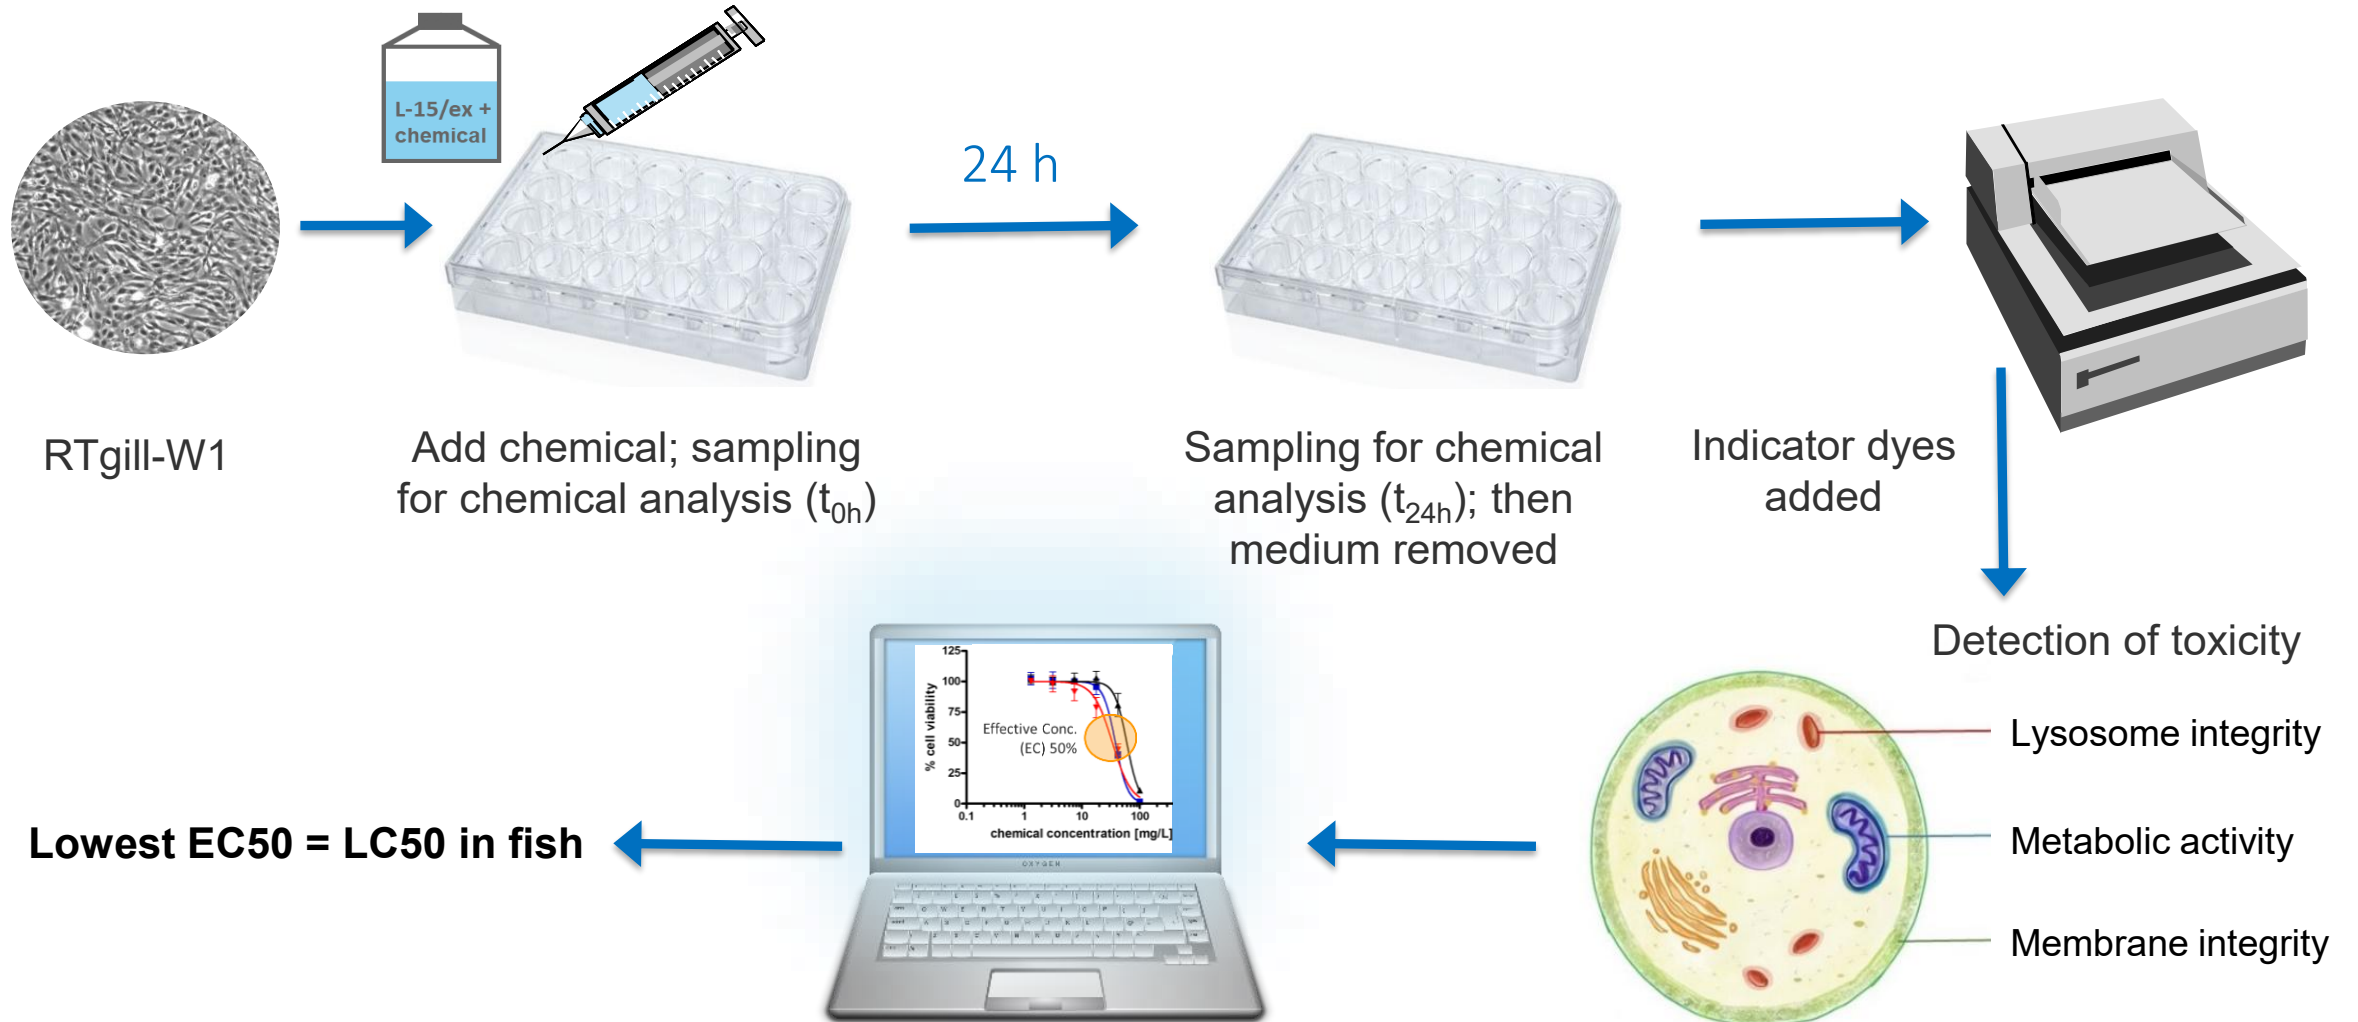 L-15/ex +
chemical
24 h
RTgill-W1
Add chemical; sampling
for chemical analysis (t0h)
Sampling for chemical
analysis (t24h); then
medium removed
Indicator dyes
added
Detection of toxicity
Lysosome integrity
Metabolic activity
Membrane integrity
% cell viability
125
100
75
50
25
0
Effective Conc.
(EC) 50%
0.1 1 10 100
chemical concentration [mg/L]
OXYGEN
Lowest EC50 = LC50 in fish